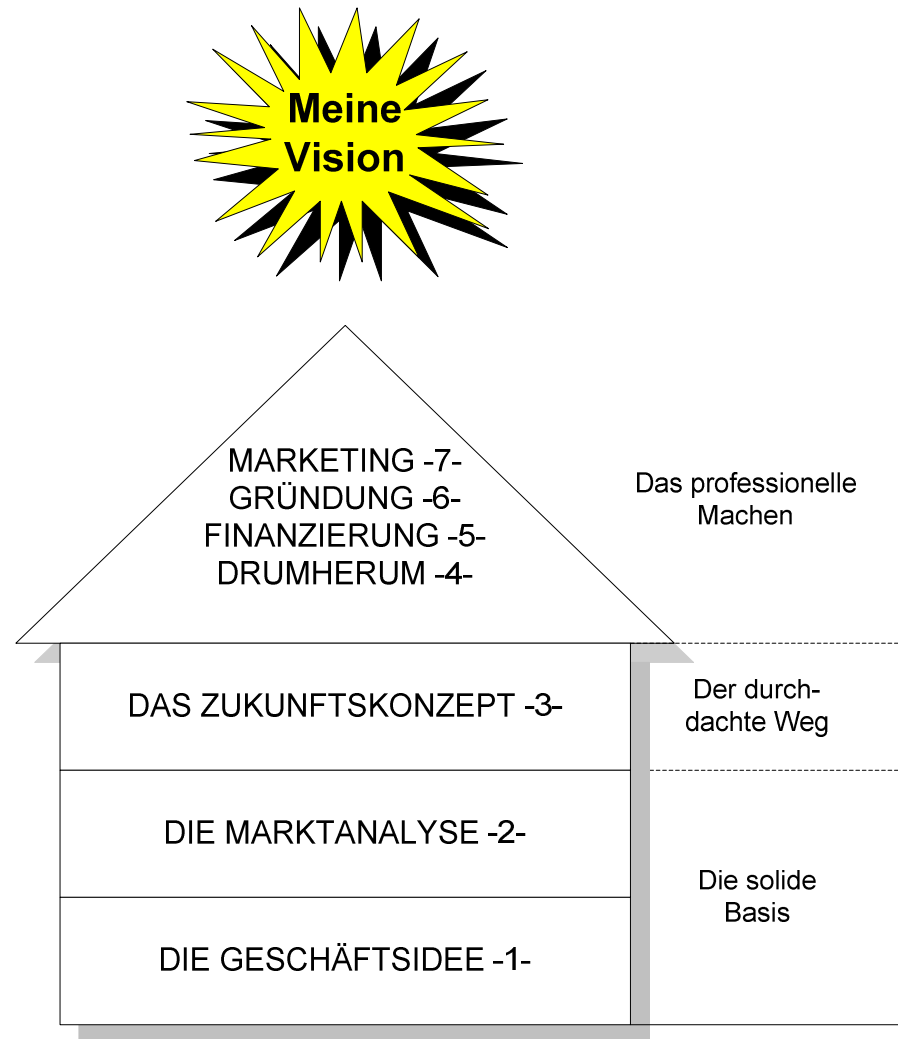 Meine
Vision
MARKETING -7-
GRÜNDUNG -6-
FINANZIERUNG -5-
DRUMHERUM -4-
Das professionelle
Machen
DAS ZUKUNFTSKONZEPT -3-
Der durch-
dachte Weg
DIE MARKTANALYSE -2-
Die solide
Basis
DIE GESCHÄFTSIDEE -1-